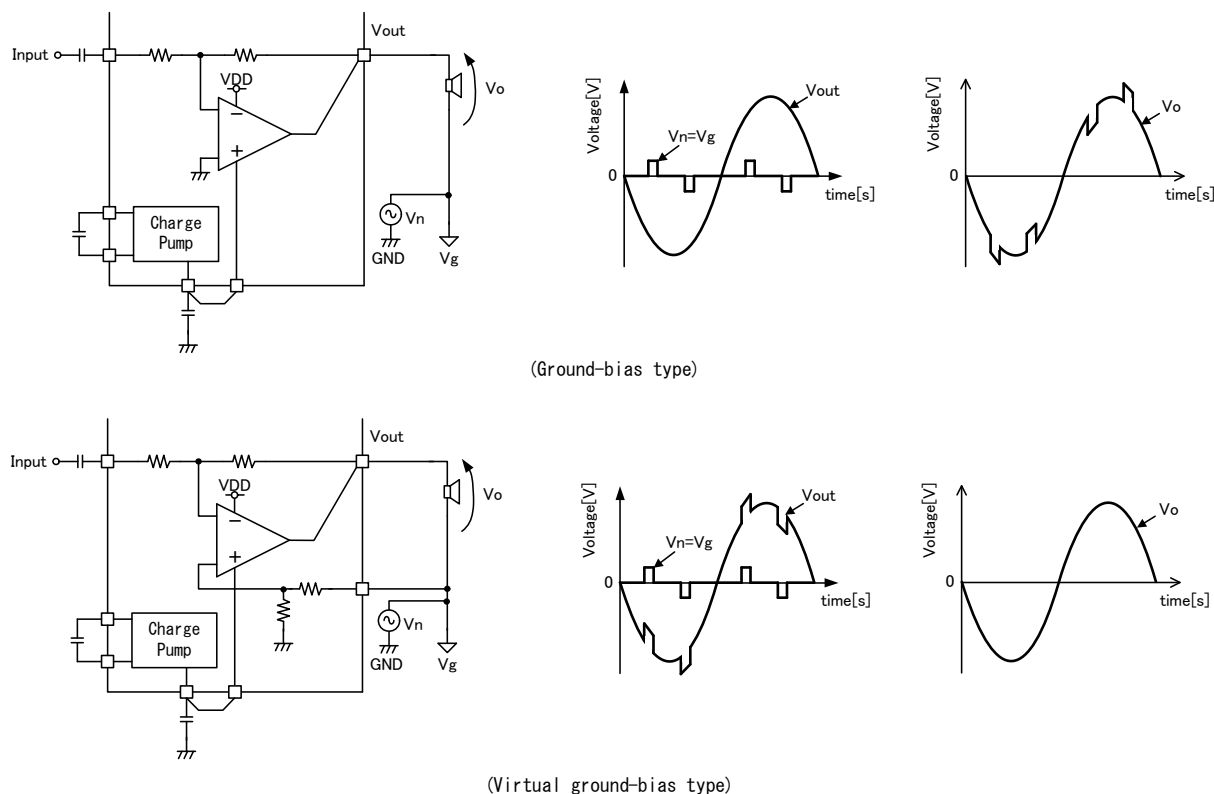 Input
Vout
VDD
−
+
Vo
Charge
Pump
Vn
GND
Vg
Voltage[V]
0
Vn=Vg
Vout
time[s]
Voltage[V]
0
Vo
time[s]
(Ground-bias type)
Input
Vout
VDD
−
+
Vo
Charge
Pump
Vn
GND
Vg
Voltage[V]
0
Vn=Vg
Vout
time[s]
Voltage[V]
0
Vo
time[s]
(Virtual ground-bias type)